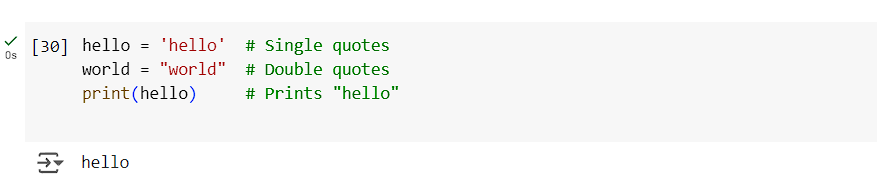 [30] hello = 'hello'  # Single quotes
0s
world = "world"  # Double quotes
print(hello)     # Prints "hello"
hello